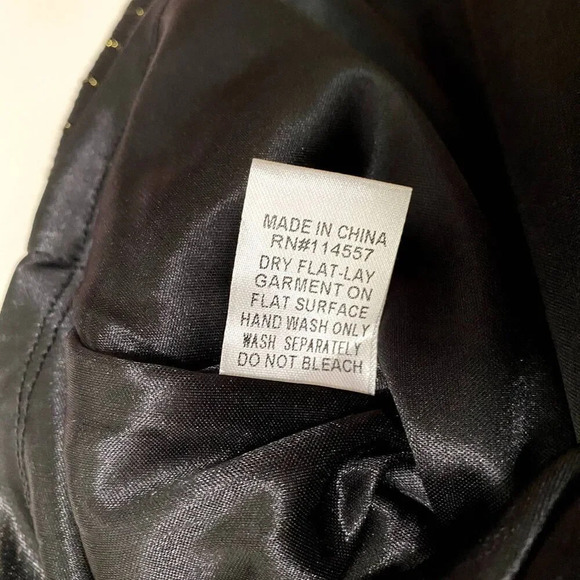 MADE IN CHINA
RN#114557
DRY FLAT-LAY
GARMENT ON
FLAT SURFACE
HAND WASH ONLY
WASH SEPARATELY
DO NOT BLEACH